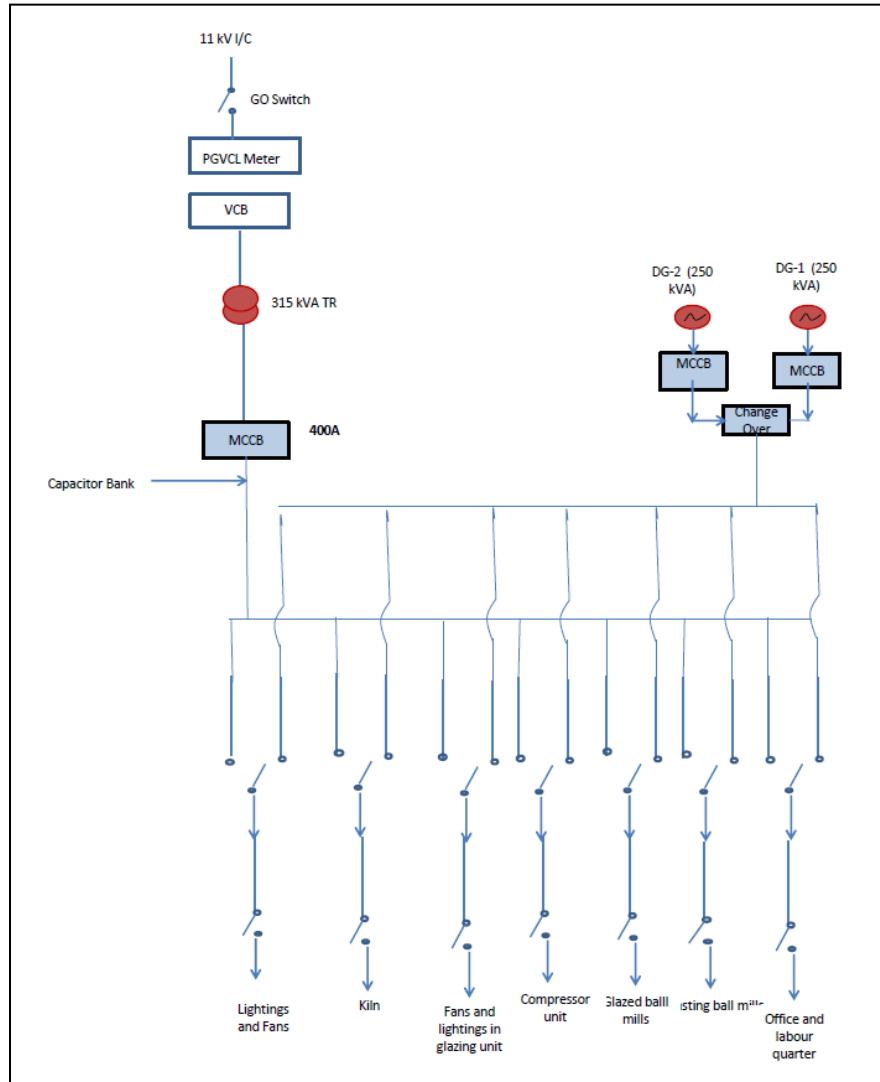 11 kV I/C
GO Switch
PGVCL Meter
VCB
315 kVA TR
DG-2 (250
kVA)
DG-1 (250
kVA)
MCCB
MCCB
Change
Over
MCCB
400A
Capacitor Bank
Lightings
and Fans
Kiln
Fans and
lightings in
glazing unit
Compressor
unit
Glazed balll
mills
ball mills
Office and
labour
quarter